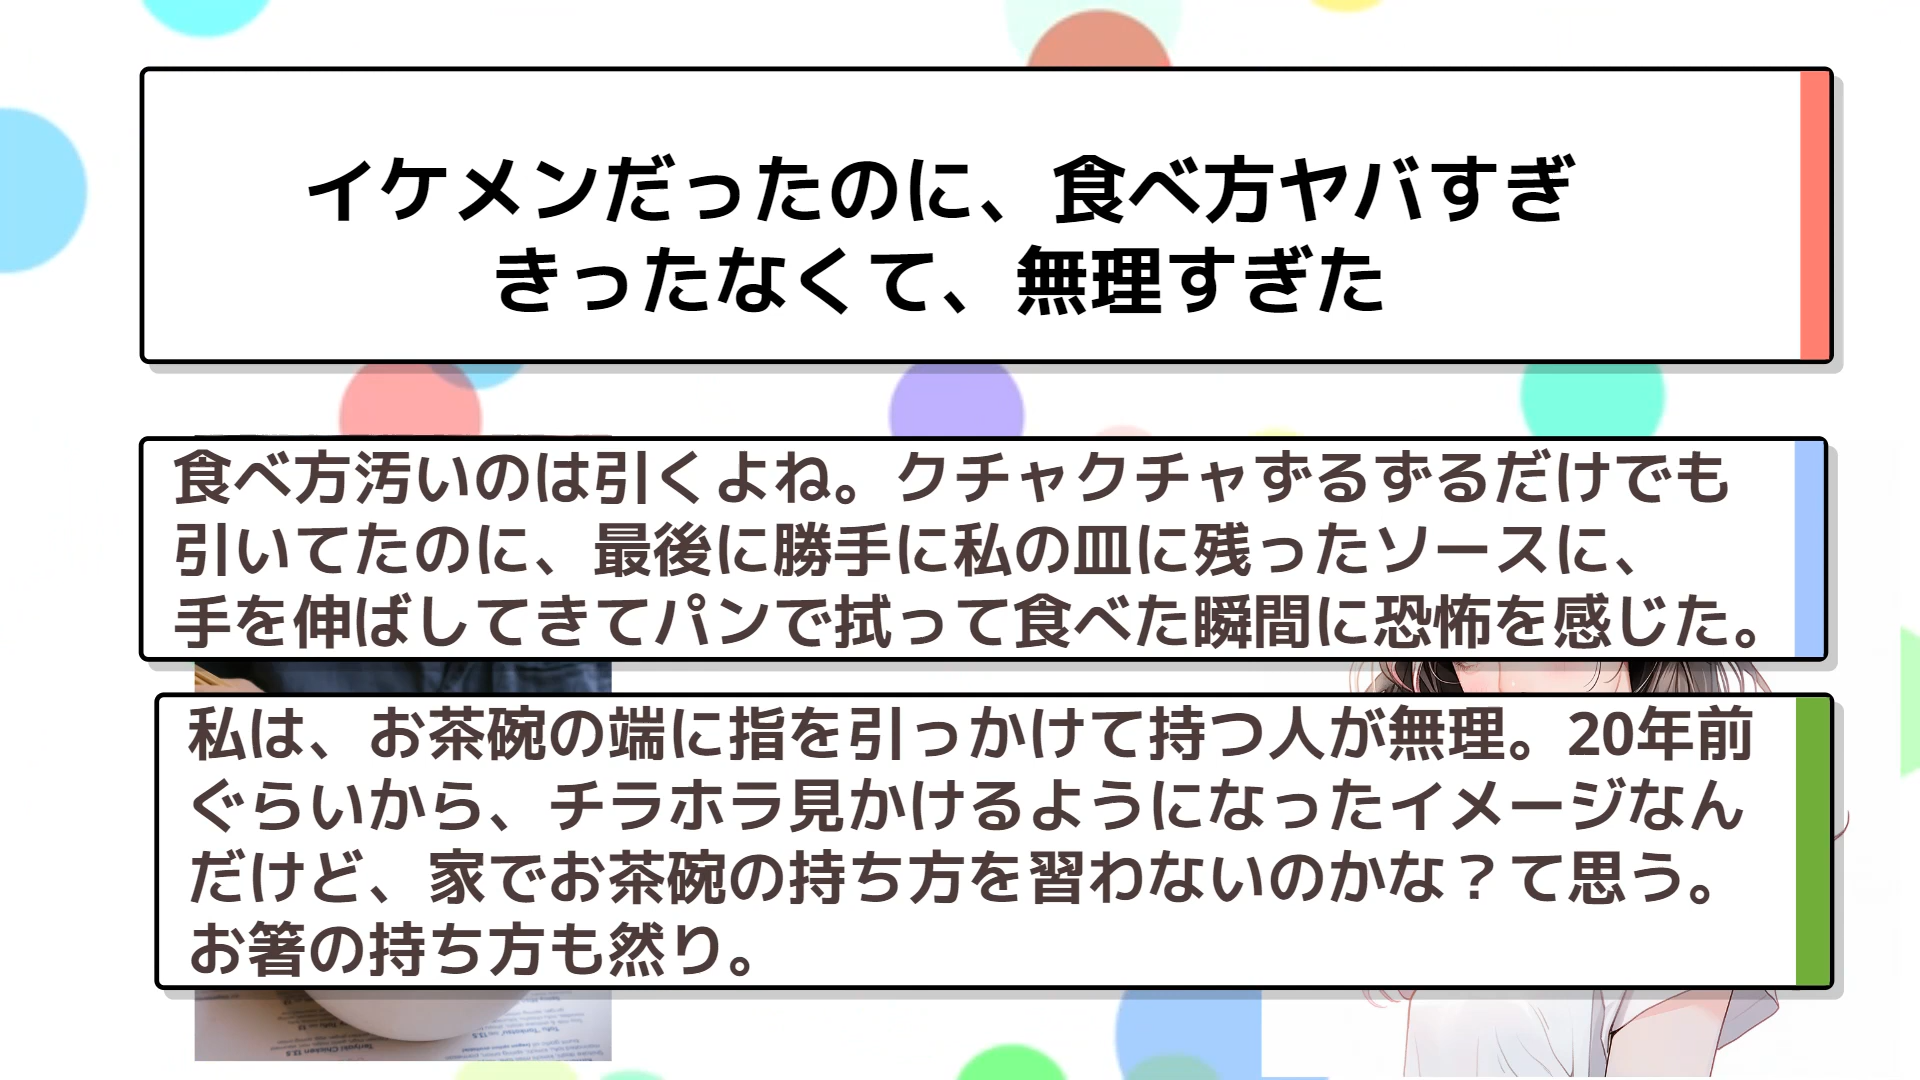 イケメンだったのに、食べ方ヤバすぎ
きったなくて、無理すぎた
食べ方汚いのは引くよね。クチャクチャずるずるだけでも
引いてたのに、最後に勝手に私の皿に残ったソースに、
手を伸ばしてきてパンで拭って食べた瞬間に恐怖を感じた。
私は、お茶碗の端に指を引っかけて持つ人が無理。20年前
ぐらいから、チラホラ見かけるようになったイメージなん
だけど、家でお茶碗の持ち方を習わないのかな？て思う。
お箸の持ち方も然り。